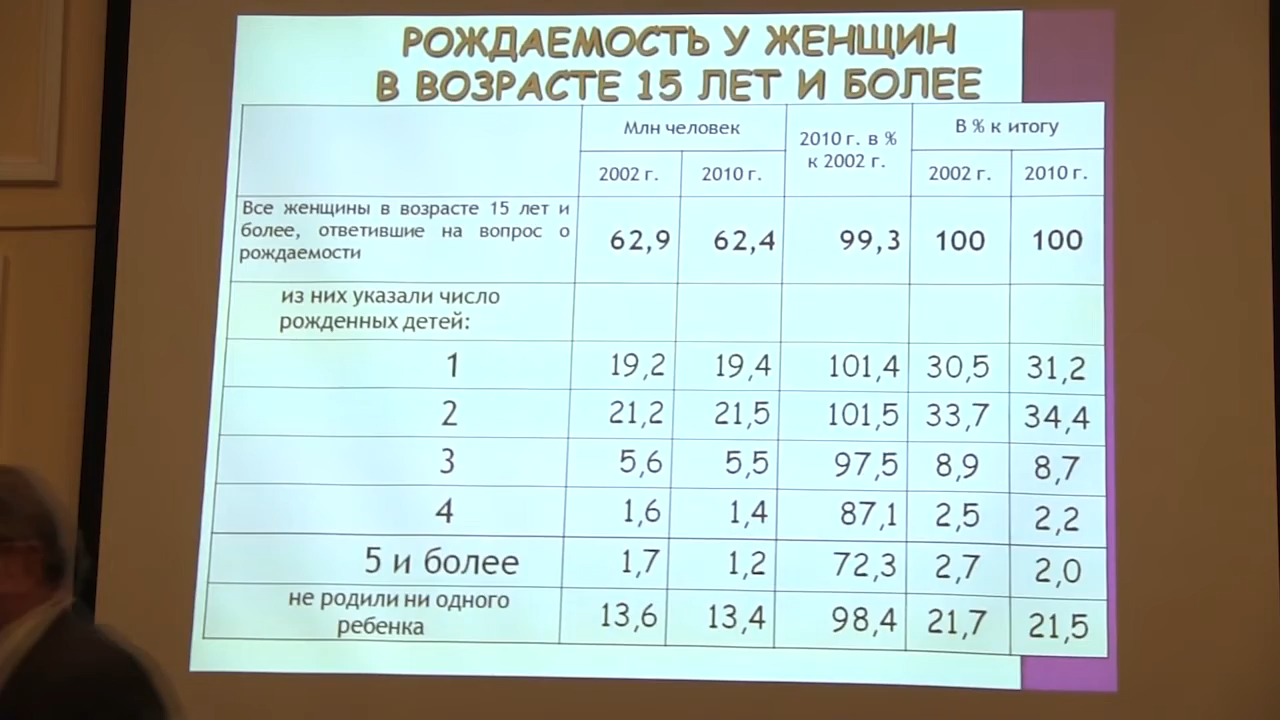 РОЖДАЕМОСТЬ У ЖЕНЩИН
В ВОЗРАСТЕ 15 ЛЕТ И БОЛЕЕ
Млн человек
2010 г. в %
к 2002 г.
В % к итогу
2002 г.
2010 г.
2002 г.
2010 г.
Все женщины в возрасте 15 лет и
более, ответившие на вопрос о
рождаемости
62,9 62,4 99,3 100 100
из них указали число
рожденных детей:
1 19,2 19,4 101,4 30,5 31,2
2 21,2 21,5 101,5 33,7 34,4
3 5,6 5,5 97,5 8,9 8,7
4 1,6 1,4 87,1 2,5 2,2
5 и более 1,7 1,2 72,3 2,7 2,0
не родили ни одного
ребенка
13,6 13,4 98,4 21,7 21,5